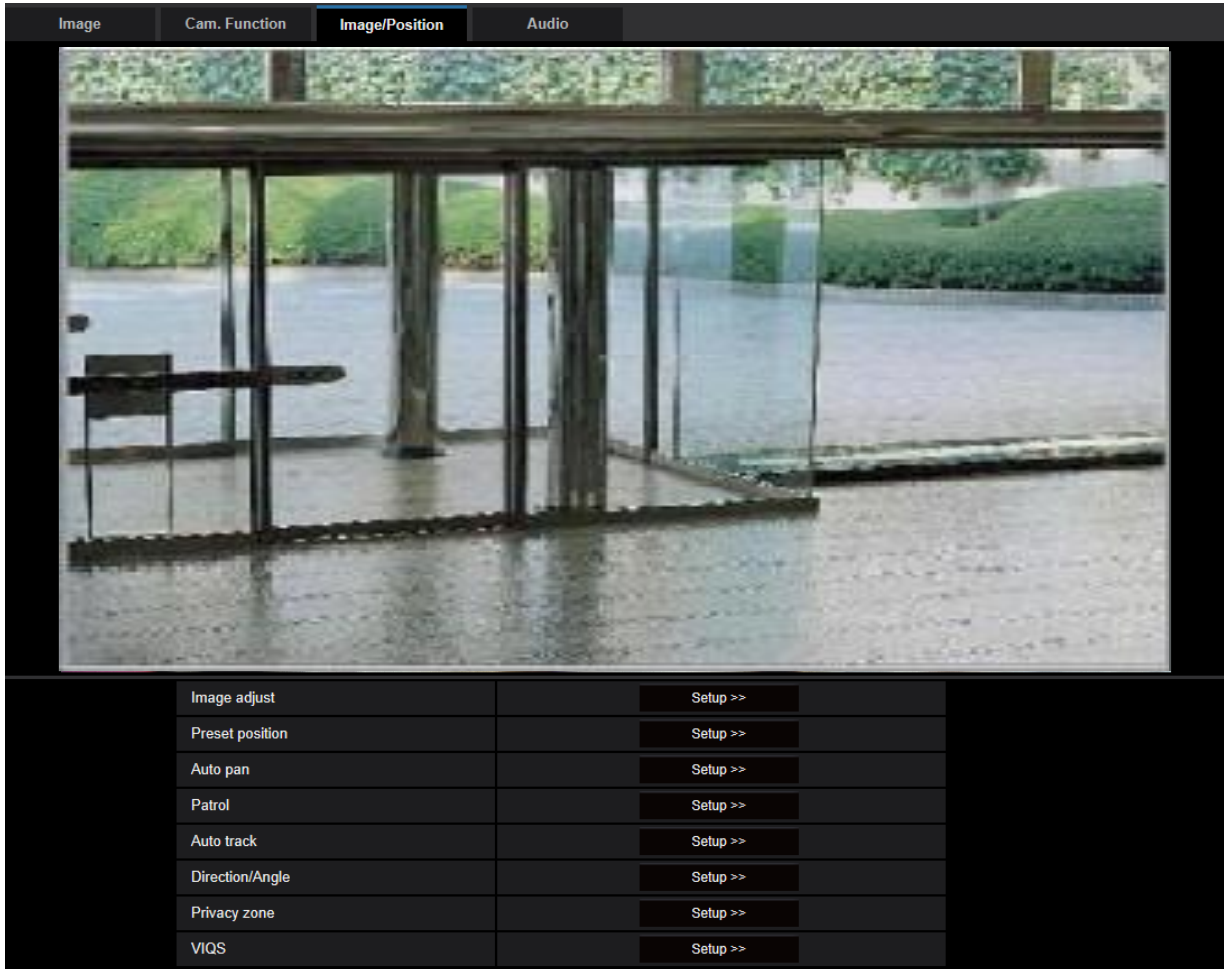 Image Cam. Function Image/Position Audio
Image adjust Setup >>
Preset position Setup >>
Auto pan Setup >>
Patrol Setup >>
Auto track Setup >>
Direction/Angle Setup >>
Privacy zone Setup >>
VIQS Setup >>